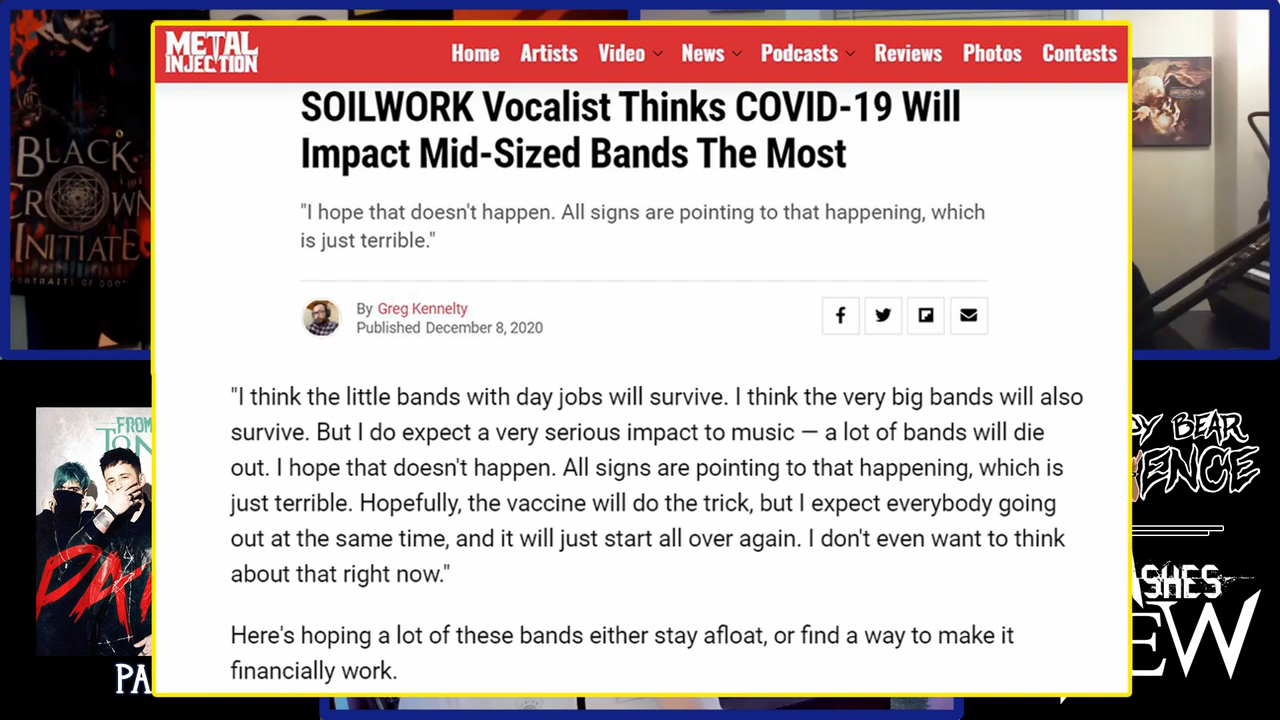 METAL
INJECTION
Home Artists Video News Podcasts Reviews Photos Contests
SOILWORK Vocalist Thinks COVID-19 Will
Impact Mid-Sized Bands The Most
"I hope that doesn't happen. All signs are pointing to that happening, which
is just terrible."
By Greg Kennelty
Published December 8, 2020
"I think the little bands with day jobs will survive. I think the very big bands will also
survive. But I do expect a very serious impact to music — a lot of bands will die
out. I hope that doesn't happen. All signs are pointing to that happening, which is
just terrible. Hopefully, the vaccine will do the trick, but I expect everybody going
out at the same time, and it will just start all over again. I don't even want to think
about that right now."
Here's hoping a lot of these bands either stay afloat, or find a way to make it
financially work.
BLACK
CROWN
INITIATE
FROM
BEAR
ENCE
SHES
EW
PA